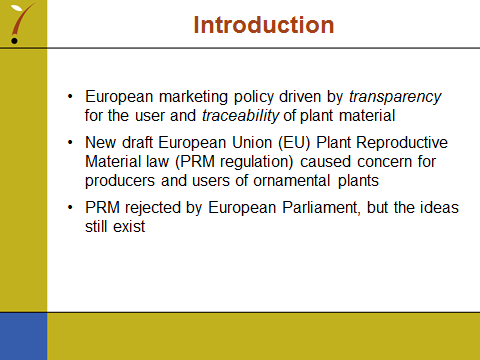 Introduction
• European marketing policy driven by transparency
for the user and traceability of plant material
• New draft European Union (EU) Plant Reproductive
Material law (PRM regulation) caused concern for
producers and users of ornamental plants
• PRM rejected by European Parliament, but the ideas
still exist